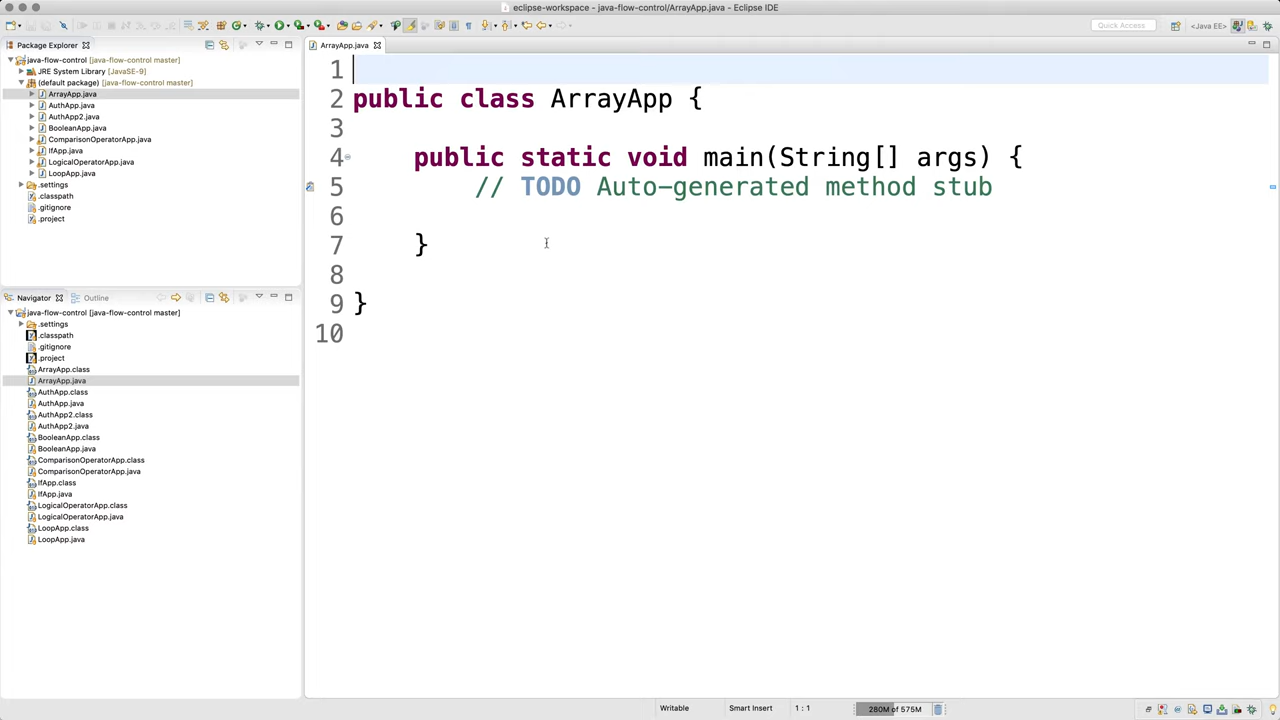 eclipse-workspace - java-flow-control/ArrayApp.java - Eclipse IDE
Quick Access
<Java EE>
Package Explorer
java-flow-control [java-flow-control master]
JRE System Library [JavaSE-9]
(default package) [java-flow-control master]
ArrayApp.java
AuthApp.java
AuthApp2.java
BooleanApp.java
ComparisonOperatorApp.java
IfApp.java
LogicalOperatorApp.java
LoopApp.java
.settings
.classpath
.gitignore
.project
Navigator
Outline
java-flow-control [java-flow-control master]
.settings
.classpath
.gitignore
.project
ArrayApp.class
ArrayApp.java
AuthApp.class
AuthApp.java
AuthApp2.class
AuthApp2.java
BooleanApp.class
BooleanApp.java
ComparisonOperatorApp.class
ComparisonOperatorApp.java
IfApp.class
IfApp.java
LogicalOperatorApp.class
LogicalOperatorApp.java
LoopApp.class
LoopApp.java
ArrayApp.java
1
2 public class ArrayApp {
3
4 public static void main(String[] args) {
5 // TODO Auto-generated method stub
6
7 }
8
9 }
10
Writable
Smart Insert
1 : 1
280M of 575M